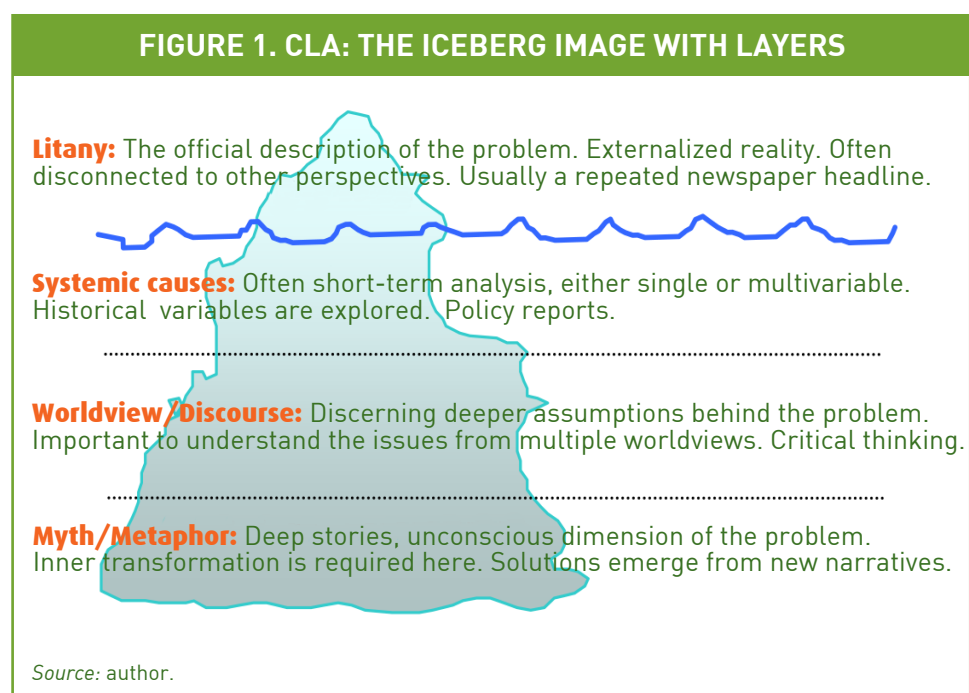 FIGURE 1. CLA: THE ICEBERG IMAGE WITH LAYERS
Litany: The official description of the problem. Externalized reality. Often
disconnected to other perspectives. Usually a repeated newspaper headline.
Systemic causes: Often short-term analysis, either single or multivariable.
Historical variables are explored. Policy reports.
Worldview/Discourse: Discerning deeper assumptions behind the problem.
Important to understand the issues from multiple worldviews. Critical thinking.
Myth/Metaphor: Deep stories, unconscious dimension of the problem.
Inner transformation is required here. Solutions emerge from new narratives.
Source: author.